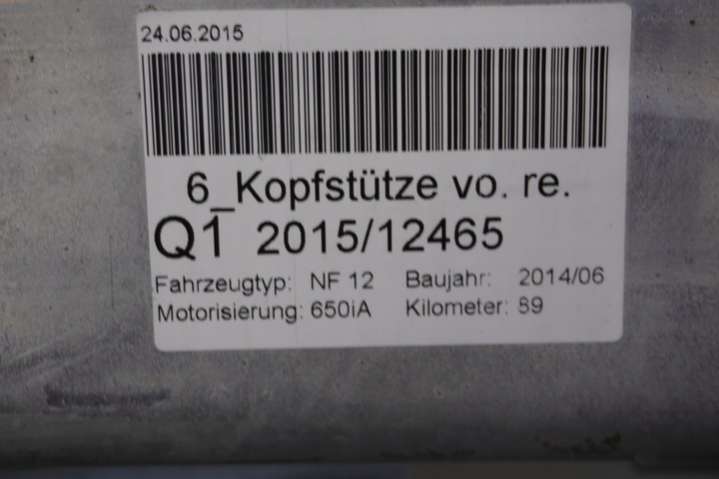 24.06.2015
6_Kopfstütze vo. re.
Q1 2015/12465
Fahrzeugtyp: NF 12 Baujahr: 2014/06
Motorisierung: 650iA Kilometer: 89